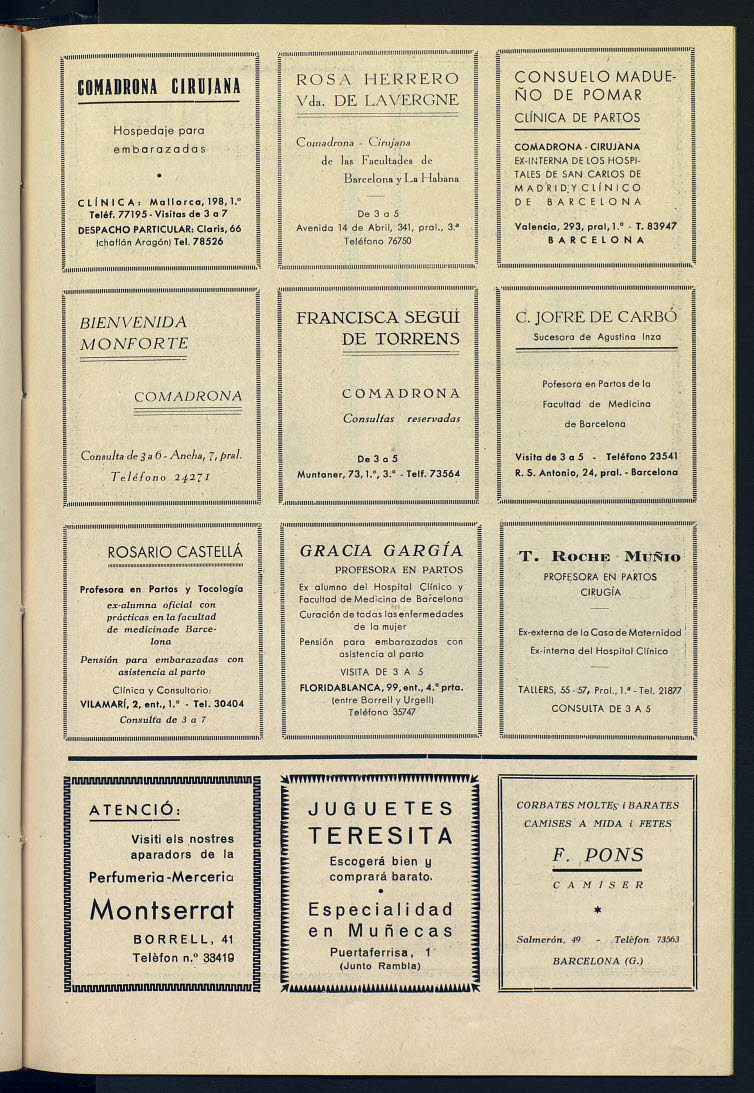 COMADRONA CIRUJANA
Hospedaje para
embarazadas
CLÍNICA: Mallorca, 198, 1.º
Teléf. 77195 - Visitas de 3 a 7
DESPACHO PARTICULAR: Claris, 66
(chaflán Aragón) Tel. 78526
ROSA HERRERO
Vda. DE LAVERGNE
Comadrona - Cirujana
de las Facultades de
Barcelona y La Habana
De 3 a 5
Avenida 14 de Abril, 341, pral., 3.ª
Teléfono 76750
CONSUELO MADUE-
ÑO DE POMAR
CLÍNICA DE PARTOS
COMADRONA - CIRUJANA
EX-INTERNA DE LOS HOSPI-
TALES DE SAN CARLOS DE
MADRID Y CLÍNICO
DE BARCELONA
Valencia, 293, pral, 1.ª - T. 83947
BARCELONA
BIENVENIDA
MONFORTE
COMADRONA
Consulta de 3 a 6 - Ancha, 7, pral.
Teléfono 24271
FRANCISCA SEGUÍ
DE TORRENS
COMADRONA
Consultas reservadas
De 3 a 5
Muntaner, 73, 1.º, 3.ª - Telf. 73564
C. JOFRE DE CARBÓ
Sucesora de Agustina Inza
Pofesora en Partos de la
Facultad de Medicina
de Barcelona
Visita de 3 a 5 - Teléfono 23541
R. S. Antonio, 24, pral. - Barcelona
ROSARIO CASTELLÁ
Profesora en Partos y Tocología
ex-alumna oficial con
prácticas en la facultad
de medicinade Barce-
lona
Pensión para embarazadas con
asistencia al parto
Clínica y Consultorio:
VILAMARÍ, 2, ent., 1.º - Tel. 30404
Consulta de 3 a 7
GRACIA GARGÍA
PROFESORA EN PARTOS
Ex alumno del Hospital Clínico y
Facultad de Medicina de Barcelona
Curación de todas las enfermedades
de la mujer
Pensión para embarazadas con
asistencia al parto
VISITA DE 3 A 5
FLORIDABLANCA, 99, ent., 4.ª prta.
(entre Borrell y Urgell)
Teléfono 35747
T. ROCHE MUÑIO
PROFESORA EN PARTOS
CIRUGÍA
Ex-externa de la Casa de Maternidad
Ex-interna del Hospital Clínico
TALLERS, 55 - 57, Pral., 1.ª - Tel. 21877
CONSULTA DE 3 A 5
ATENCIÓ:
Visiti els nostres
aparadors de la
Perfumeria-Merceria
Montserrat
BORRELL, 41
Telèfon n.º 33419
JUGUETES
TERESITA
Escogerá bien y
comprará barato.
Especialidad
en Muñecas
Puertaferrisa, 1
(Junto Rambla)
CORBATES MOLTES i BARATES
CAMISES A MIDA i FETES
F. PONS
CAMISER
Salmerón, 49 - Telèfon 73563
BARCELONA (G.)